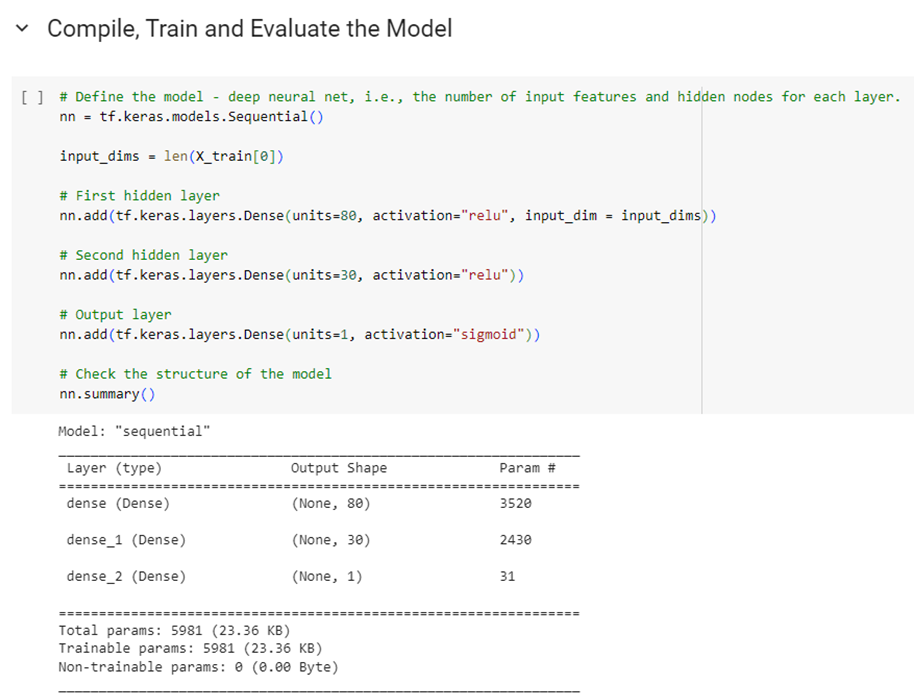 Compile, Train and Evaluate the Model
[ ] # Define the model - deep neural net, i.e., the number of input features and hidden nodes for each layer.
nn = tf.keras.models.Sequential()
input_dims = len(X_train[0])
# First hidden layer
nn.add(tf.keras.layers.Dense(units=80, activation="relu", input_dim = input_dims))
# Second hidden layer
nn.add(tf.keras.layers.Dense(units=30, activation="relu"))
# Output layer
nn.add(tf.keras.layers.Dense(units=1, activation="sigmoid"))
# Check the structure of the model
nn.summary()
Model: "sequential"
Layer (type) Output Shape Param #
dense (Dense) (None, 80) 3520
dense_1 (Dense) (None, 30) 2430
dense_2 (Dense) (None, 1) 31
Total params: 5981 (23.36 KB)
Trainable params: 5981 (23.36 KB)
Non-trainable params: 0 (0.00 Byte)